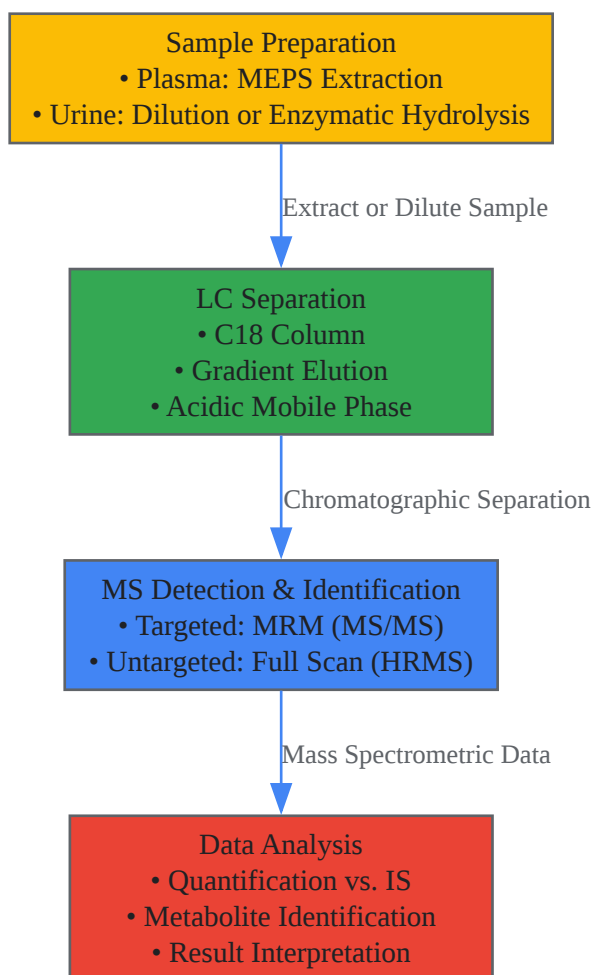 Sample Preparation
• Plasma: MEPS Extraction
• Urine: Dilution or Enzymatic Hydrolysis
Extract or Dilute Sample
LC Separation
• C18 Column
• Gradient Elution
• Acidic Mobile Phase
Chromatographic Separation
MS Detection & Identification
• Targeted: MRM (MS/MS)
• Untargeted: Full Scan (HRMS)
Mass Spectrometric Data
Data Analysis
• Quantification vs. IS
• Metabolite Identification
• Result Interpretation